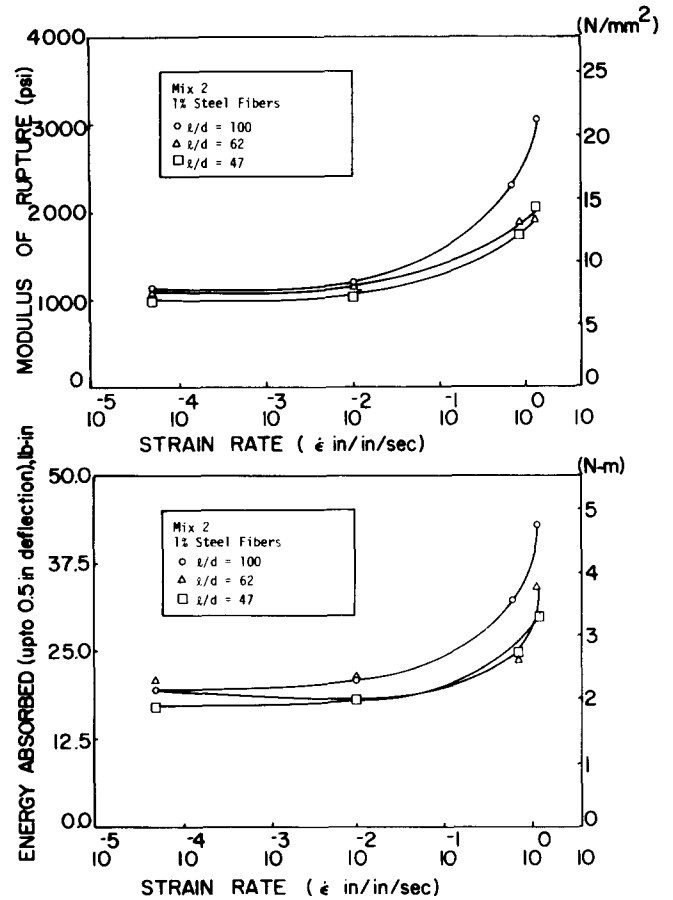 (N/mm²)
MODULUS OF RUPTURE (psi)
4000
3000
2000
1000
0
25
20
15
10
5
0
Mix 2
1% Steel Fibers
ℓ/d = 100
ℓ/d = 62
ℓ/d = 47
10⁻⁵ 10⁻⁴ 10⁻³ 10⁻² 10⁻¹ 10⁰ 10
STRAIN RATE ( ε̇ in/in/sec)
(N-m)
ENERGY ABSORBED (upto 0.5 in deflection),lb-in
50.0
37.5
25.0
12.5
0.0
5
4
3
2
1
0
Mix 2
1% Steel Fibers
ℓ/d = 100
ℓ/d = 62
ℓ/d = 47
10⁻⁵ 10⁻⁴ 10⁻³ 10⁻² 10⁻¹ 10⁰ 10
STRAIN RATE ( ε̇ in/in/sec)